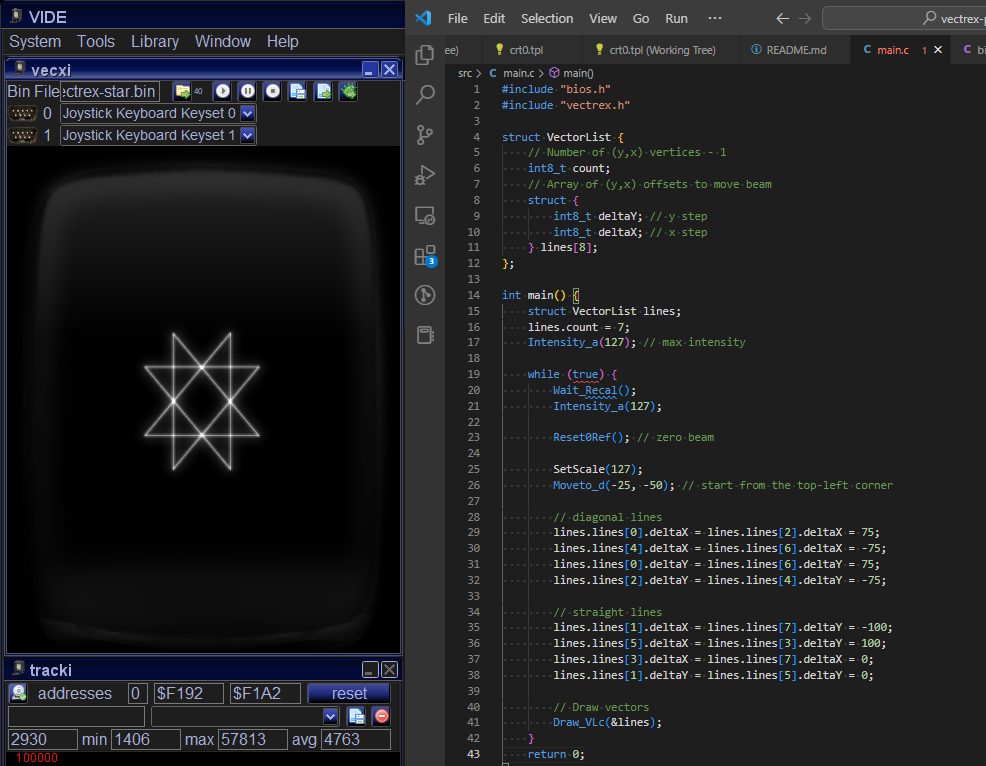 VIDE
System Tools Library Window Help
vecxi
Bin File ectrex-star.bin 40
0 Joystick Keyboard Keyset 0
1 Joystick Keyboard Keyset 1
tracki
addresses 0 $F192 $F1A2 reset
2930 min 1406 max 57813 avg 4763
100000
File Edit Selection View Go Run ··· ← → vectrex-p
ee) crt0.tpl crt0.tpl (Working Tree) README.md C main.c 1 × C bi
src > C main.c > main()
1 #include "bios.h"
2 #include "vectrex.h"
3
4 struct VectorList {
5 // Number of (y,x) vertices - 1
6 int8_t count;
7 // Array of (y,x) offsets to move beam
8 struct {
9 int8_t deltaY; // y step
10 int8_t deltaX; // x step
11 } lines[8];
12 };
13
14 int main() {
15 struct VectorList lines;
16 lines.count = 7;
17 Intensity_a(127); // max intensity
18
19 while (true) {
20 Wait_Recal();
21 Intensity_a(127);
22
23 Reset0Ref(); // zero beam
24
25 SetScale(127);
26 Moveto_d(-25, -50); // start from the top-left corner
27
28 // diagonal lines
29 lines.lines[0].deltaX = lines.lines[2].deltaX = 75;
30 lines.lines[4].deltaX = lines.lines[6].deltaX = -75;
31 lines.lines[0].deltaY = lines.lines[6].deltaY = 75;
32 lines.lines[2].deltaY = lines.lines[4].deltaY = -75;
33
34 // straight lines
35 lines.lines[1].deltaX = lines.lines[7].deltaY = -100;
36 lines.lines[5].deltaX = lines.lines[3].deltaY = 100;
37 lines.lines[3].deltaX = lines.lines[7].deltaX = 0;
38 lines.lines[1].deltaY = lines.lines[5].deltaY = 0;
39
40 // Draw vectors
41 Draw_VLc(&lines);
42 }
43 return 0;
3